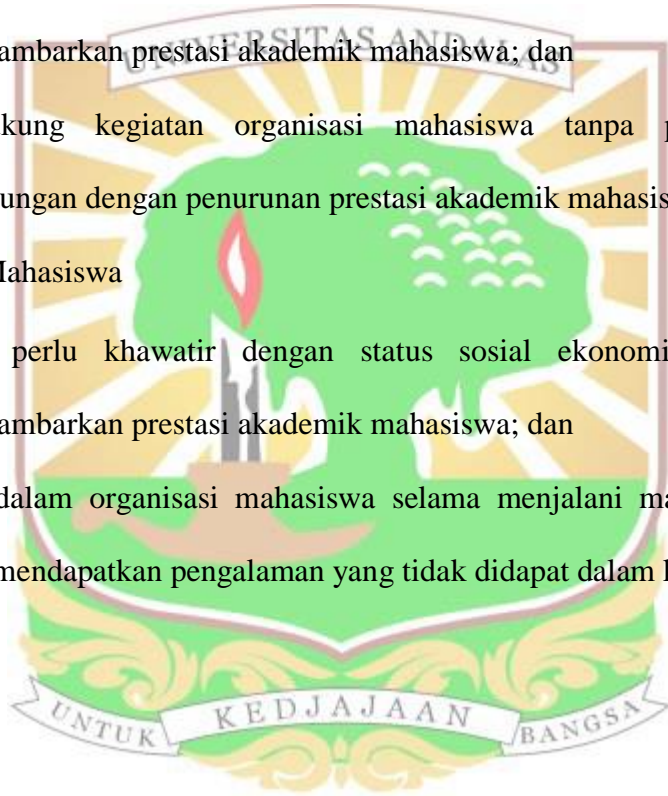 UNIVERSITAS ANDALAS
ambarkan prestasi akademik mahasiswa; dan
kung kegiatan organisasi mahasiswa tanpa p
ungan dengan penurunan prestasi akademik mahasis
Mahasiswa
perlu khawatir dengan status sosial ekonomi
ambarkan prestasi akademik mahasiswa; dan
dalam organisasi mahasiswa selama menjalani ma
mendapatkan pengalaman yang tidak didapat dalam
UNTUK KEDJAJAAN BANGSA